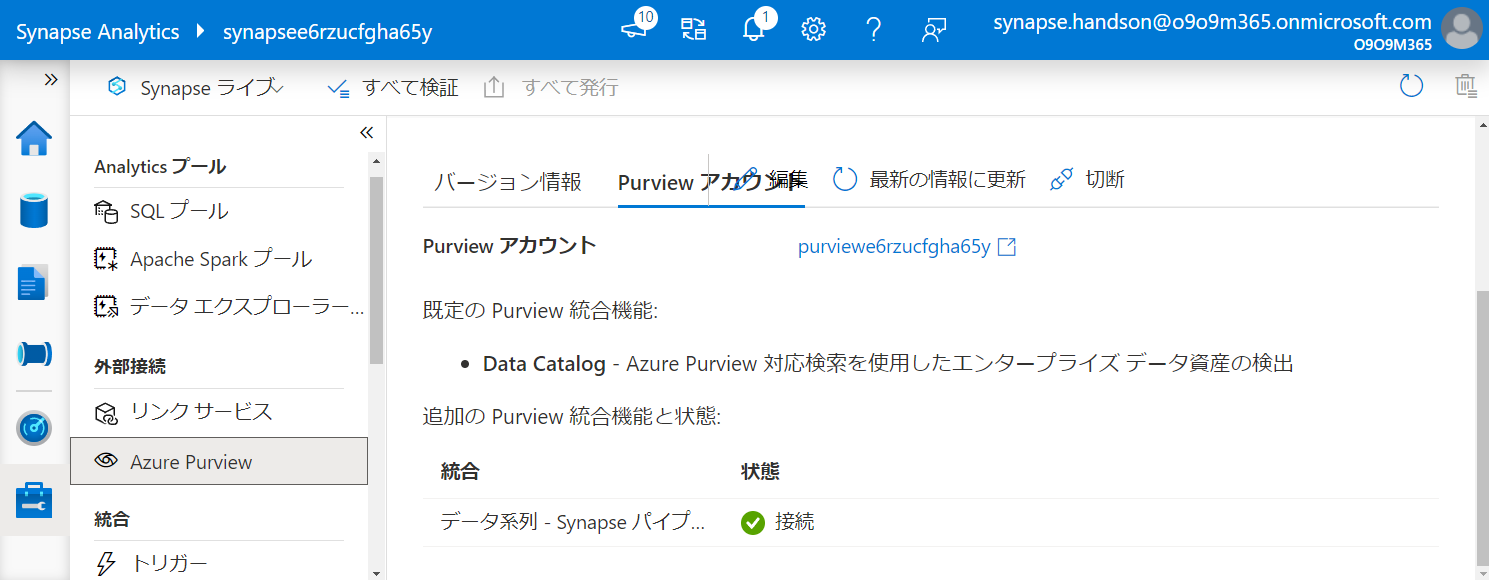 Synapse Analytics synapsee6rzucfgha65y
10
1
synapse.handson@o9o9m365.onmicrosoft.com
O9O9M365
Synapse ライブ すべて検証 すべて発行
Analytics プール
SQL プール
Apache Spark プール
データ エクスプローラー...
外部接続
リンク サービス
Azure Purview
統合
トリガー
バージョン情報 Purview アカウント 編集 最新の情報に更新 切断
Purview アカウント purviewe6rzucfgha65y
既定の Purview 統合機能:
• Data Catalog - Azure Purview 対応検索を使用したエンタープライズ データ資産の検出
追加の Purview 統合機能と状態:
統合 状態
データ系列 - Synapse パイプ... 接続